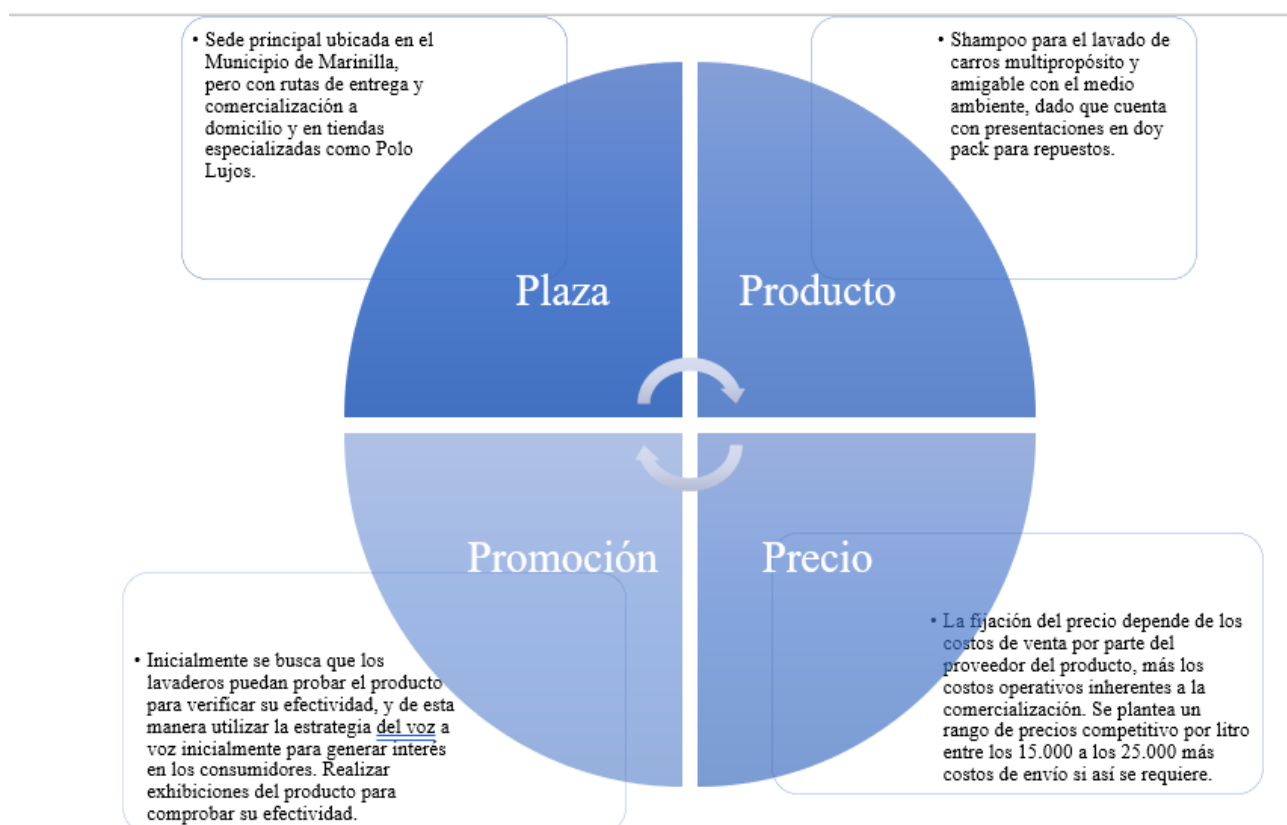 • Sede principal ubicada en el
Municipio de Marinilla,
pero con rutas de entrega y
comercialización a
domicilio y en tiendas
especializadas como Polo
Lujos.
• Shampoo para el lavado de
carros multipropósito y
amigable con el medio
ambiente, dado que cuenta
con presentaciones en doy
pack para repuestos.
Plaza
Producto
Promoción
Precio
• Inicialmente se busca que los
lavaderos puedan probar el producto
para verificar su efectividad, y de esta
manera utilizar la estrategia del voz a
voz inicialmente para generar interés
en los consumidores. Realizar
exhibiciones del producto para
comprobar su efectividad.
• La fijación del precio depende de los
costos de venta por parte del
proveedor del producto, más los
costos operativos inherentes a la
comercialización. Se plantea un
rango de precios competitivo por litro
entre los 15.000 a los 25.000 más
costos de envío si así se requiere.